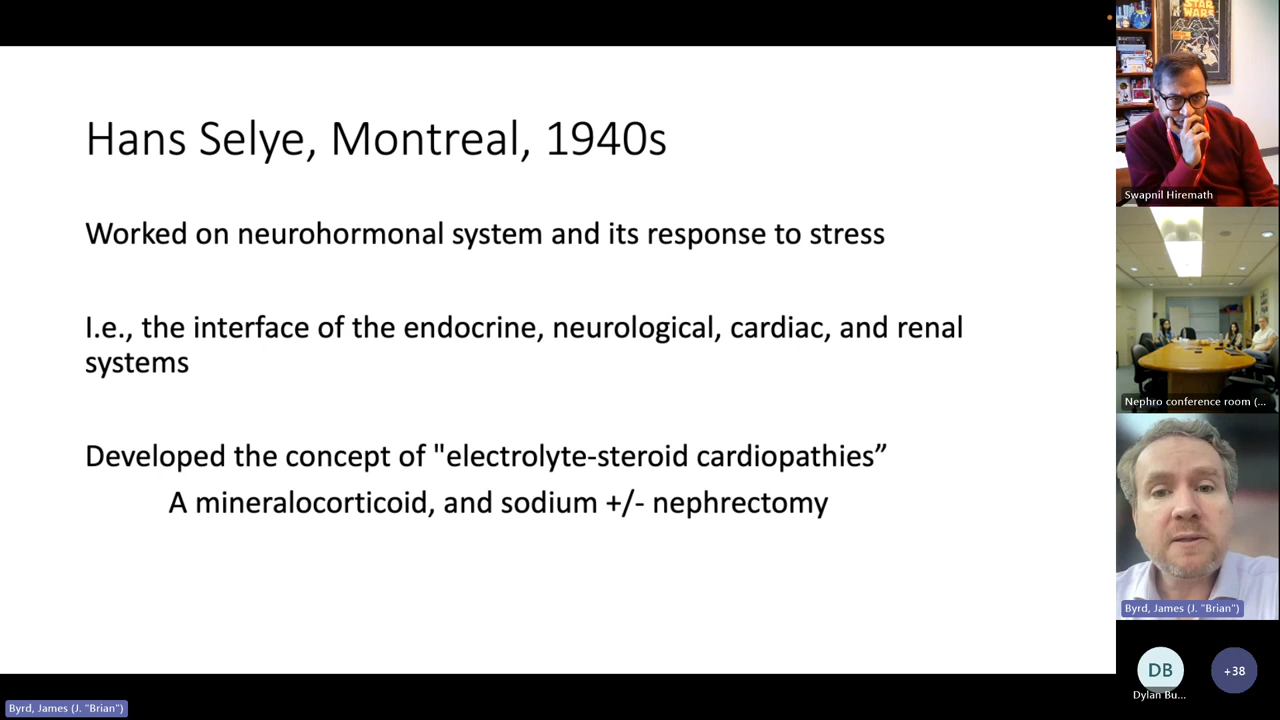 Hans Selye, Montreal, 1940s
Worked on neurohormonal system and its response to stress
I.e., the interface of the endocrine, neurological, cardiac, and renal
systems
Developed the concept of "electrolyte-steroid cardiopathies”
A mineralocorticoid, and sodium +/- nephrectomy
STAR
WARS
Swapnil Hiremath
Nephro conference room (...
Byrd, James (J. "Brian")
DB
+38
Dylan Bu...
Byrd, James (J. "Brian")